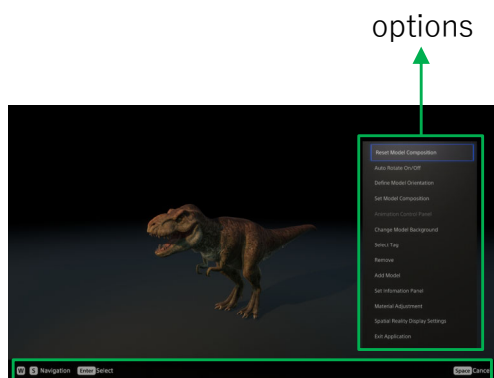 options
Reset Model Composition
Auto Rotate On/Off
Define Model Orientation
Set Model Composition
Animation Control Panel
Change Model Background
Select Tag
Remove
Add Model
Set Infomation Panel
Material Adjustment
Spatial Reality Display Settings
Exit Application
W S Navigation Enter Select Space Cance